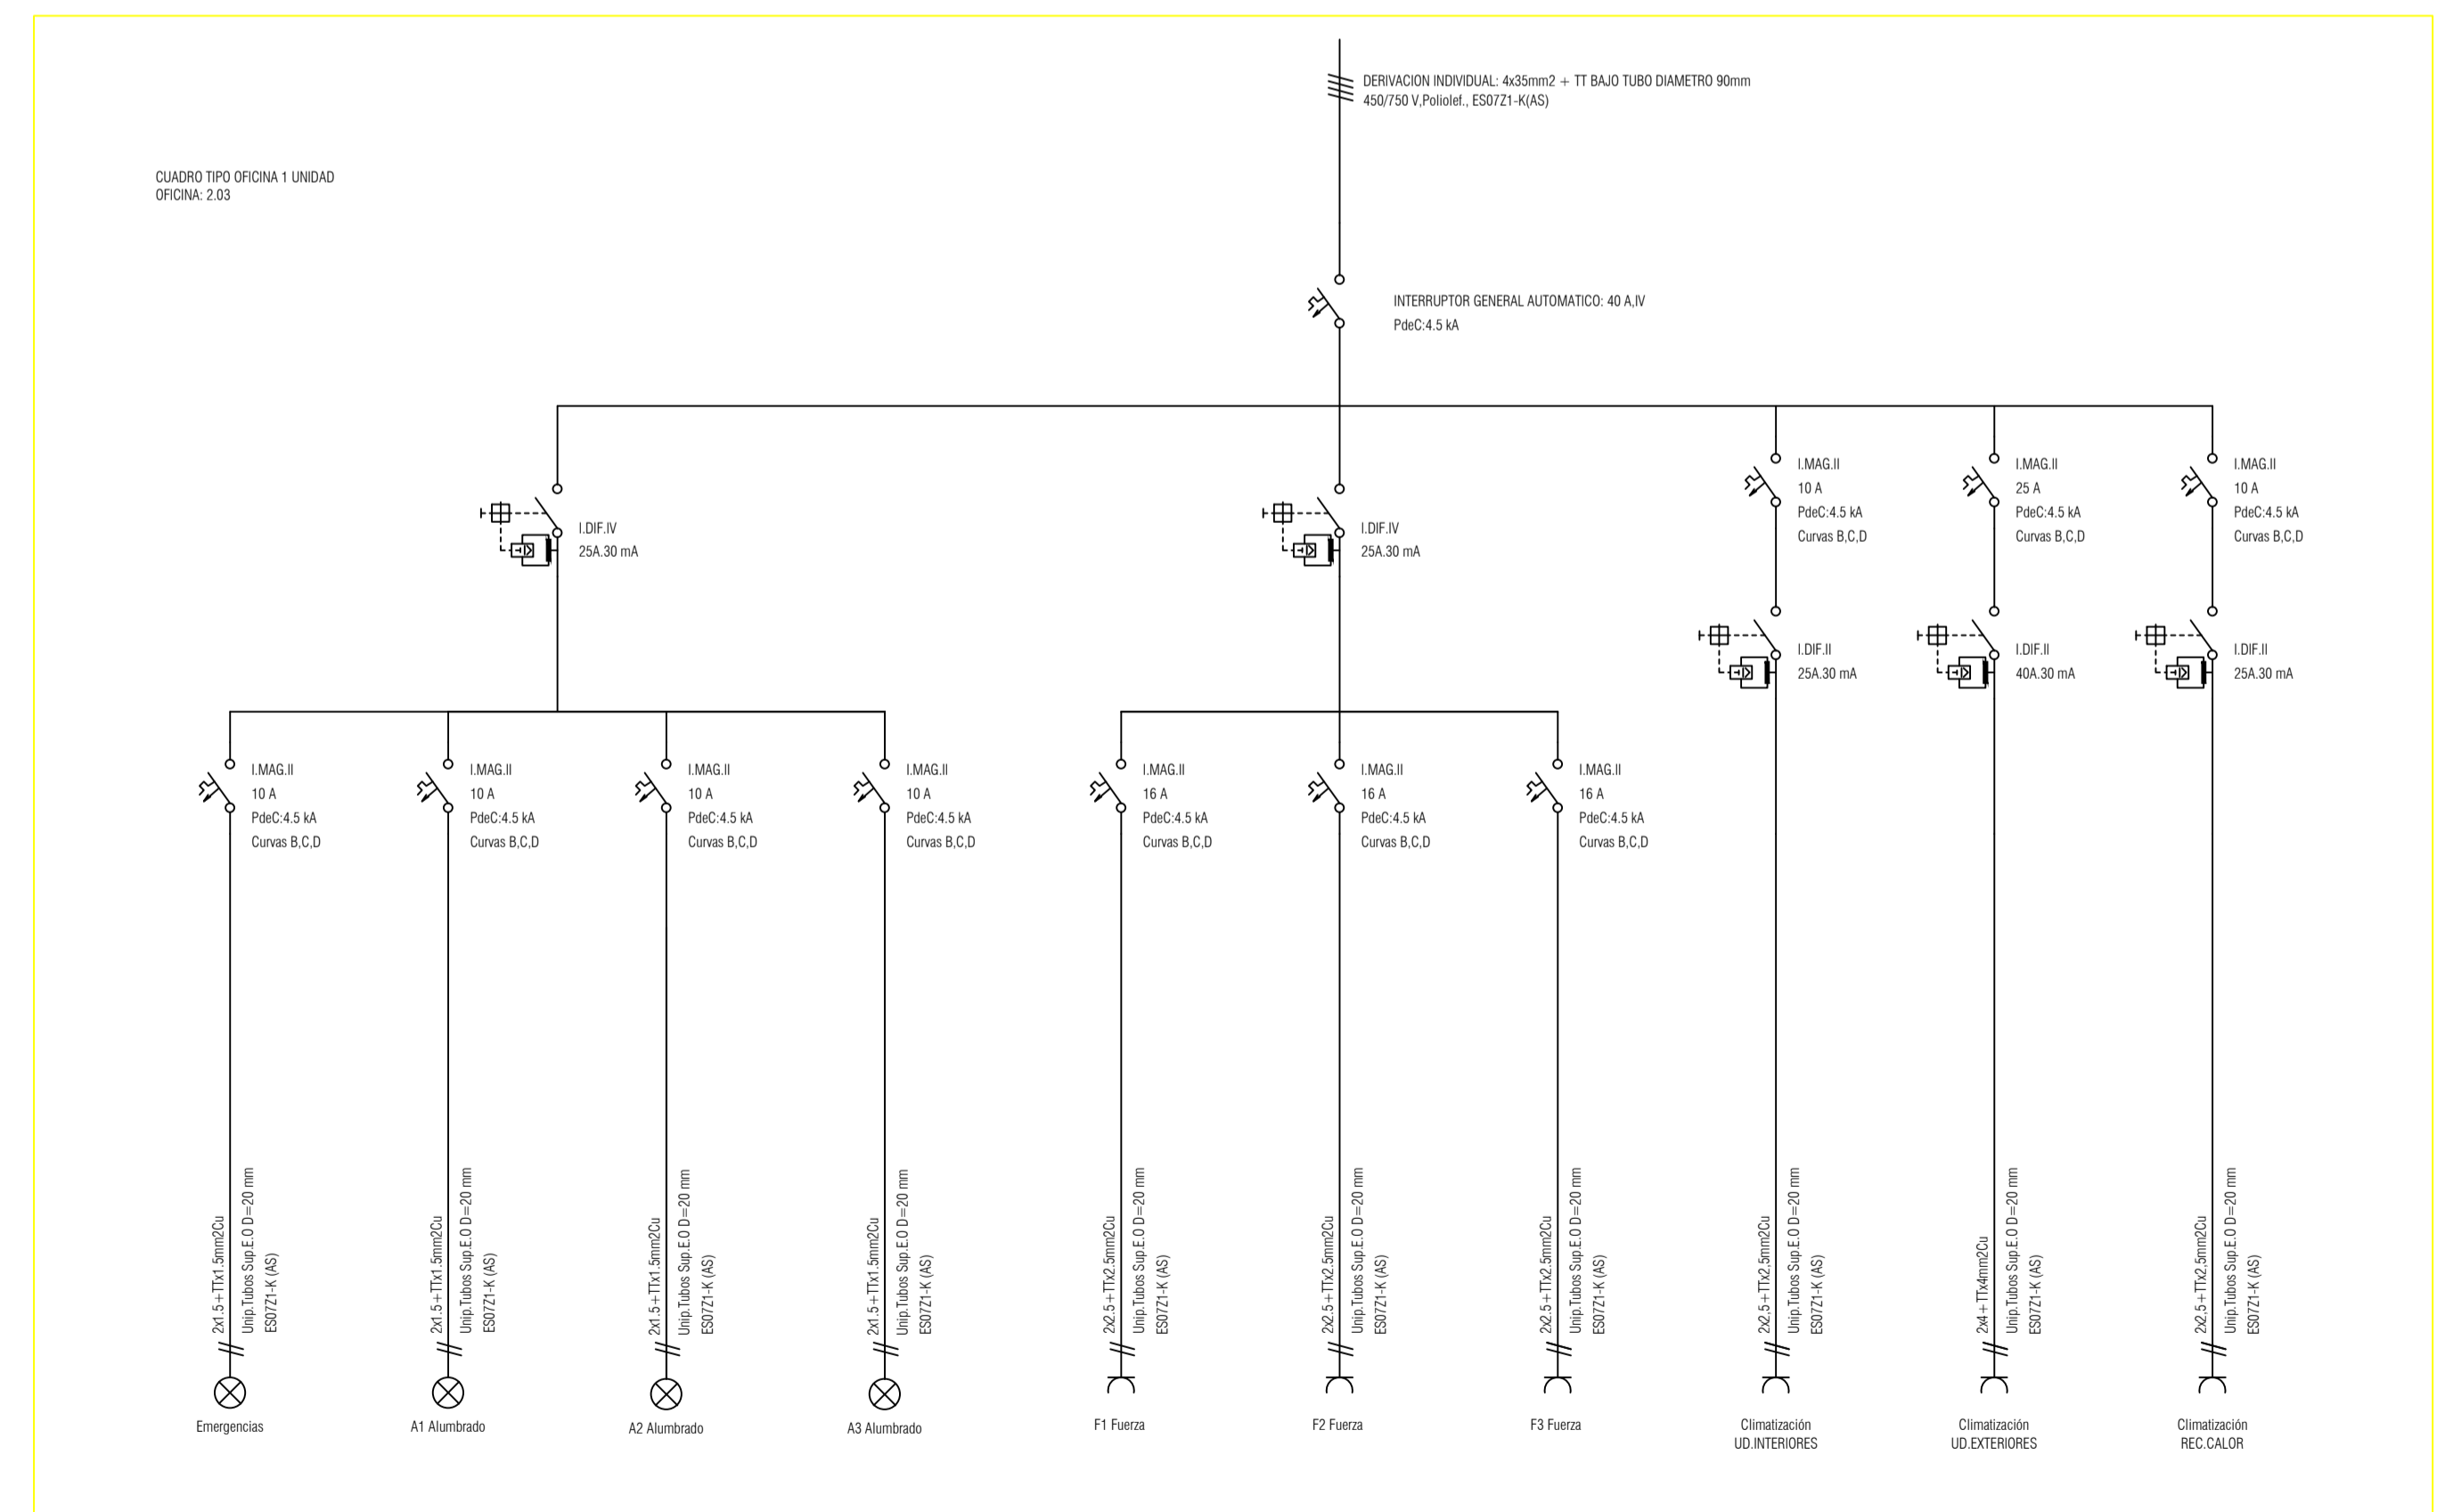 DERIVACION INDIVIDUAL: 4x35mm2 + TT BAJO TUBO DIAMETRO 90mm
450/750 V,Poliolef., ES07Z1-K(AS)
CUADRO TIPO OFICINA 1 UNIDAD
OFICINA: 2.03
INTERRUPTOR GENERAL AUTOMATICO: 40 A,IV
PdeC:4.5 kA
I.DIF.IV
25A.30 mA
I.DIF.IV
25A.30 mA
I.MAG.II
10 A
PdeC:4.5 kA
Curvas B,C,D
I.MAG.II
25 A
PdeC:4.5 kA
Curvas B,C,D
I.MAG.II
10 A
PdeC:4.5 kA
Curvas B,C,D
I.DIF.II
25A.30 mA
I.DIF.II
40A.30 mA
I.DIF.II
25A.30 mA
I.MAG.II
10 A
PdeC:4.5 kA
Curvas B,C,D
I.MAG.II
10 A
PdeC:4.5 kA
Curvas B,C,D
I.MAG.II
10 A
PdeC:4.5 kA
Curvas B,C,D
I.MAG.II
10 A
PdeC:4.5 kA
Curvas B,C,D
I.MAG.II
16 A
PdeC:4.5 kA
Curvas B,C,D
I.MAG.II
16 A
PdeC:4.5 kA
Curvas B,C,D
I.MAG.II
16 A
PdeC:4.5 kA
Curvas B,C,D
2x1.5+TTx1.5mm2Cu
Unip.Tubos Sup.E.O D=20 mm
ES07Z1-K (AS)
2x1.5+TTx1.5mm2Cu
Unip.Tubos Sup.E.O D=20 mm
ES07Z1-K (AS)
2x1.5+TTx1.5mm2Cu
Unip.Tubos Sup.E.O D=20 mm
ES07Z1-K (AS)
2x1.5+TTx1.5mm2Cu
Unip.Tubos Sup.E.O D=20 mm
ES07Z1-K (AS)
2x2.5+TTx2.5mm2Cu
Unip.Tubos Sup.E.O D=20 mm
ES07Z1-K (AS)
2x2.5+TTx2.5mm2Cu
Unip.Tubos Sup.E.O D=20 mm
ES07Z1-K (AS)
2x2.5+TTx2.5mm2Cu
Unip.Tubos Sup.E.O D=20 mm
ES07Z1-K (AS)
2x2,5+TTx2,5mm2Cu
Unip.Tubos Sup.E.O D=20 mm
ES07Z1-K (AS)
2x4+TTx4mm2Cu
Unip.Tubos Sup.E.O D=20 mm
ES07Z1-K (AS)
2x2,5+TTx2,5mm2Cu
Unip.Tubos Sup.E.O D=20 mm
ES07Z1-K (AS)
Emergencias
A1 Alumbrado
A2 Alumbrado
A3 Alumbrado
F1 Fuerza
F2 Fuerza
F3 Fuerza
Climatización
UD.INTERIORES
Climatización
UD.EXTERIORES
Climatización
REC.CALOR